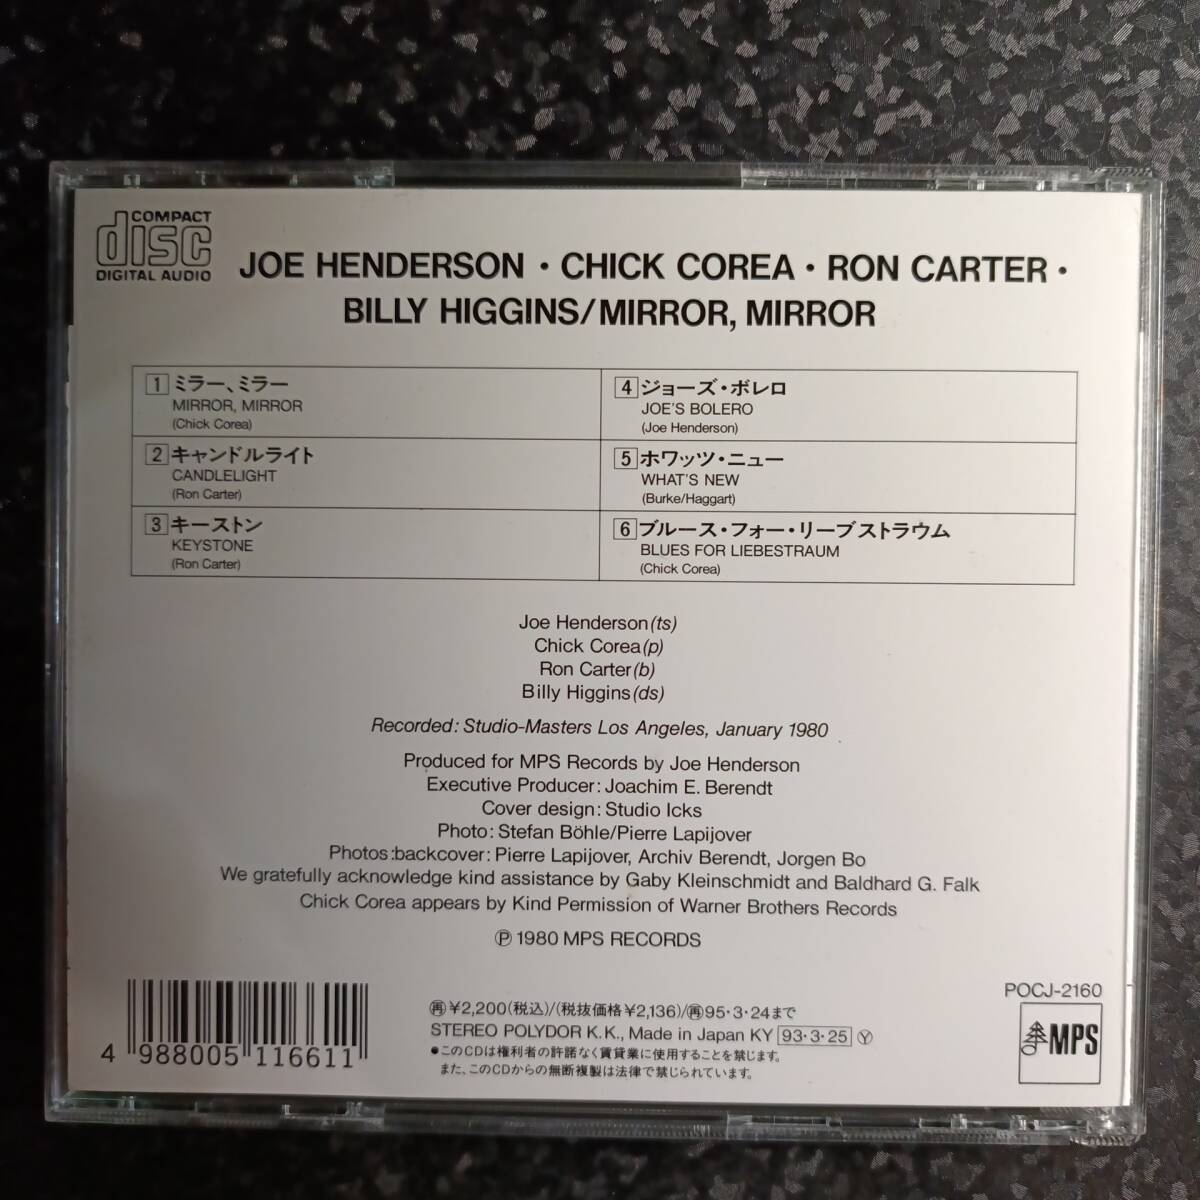 COMPACT
disc
DIGITAL AUDIO
JOE HENDERSON・CHICK COREA・RON CARTER・
BILLY HIGGINS/MIRROR, MIRROR
1 ミラー、ミラー
MIRROR, MIRROR
(Chick Corea)
2 キャンドルライト
CANDLELIGHT
(Ron Carter)
3 キーストン
KEYSTONE
(Ron Carter)
4 ジョーズ・ボレロ
JOE'S BOLERO
(Joe Henderson)
5 ホワッツ・ニュー
WHAT'S NEW
(Burke/Haggart)
6 ブルース・フォー・リーブストラウム
BLUES FOR LIEBESTRAUM
(Chick Corea)
Joe Henderson(ts)
Chick Corea(p)
Ron Carter(b)
Billy Higgins(ds)
Recorded: Studio-Masters Los Angeles, January 1980
Produced for MPS Records by Joe Henderson
Executive Producer: Joachim E. Berendt
Cover design: Studio Icks
Photo: Stefan Böhle/Pierre Lapijover
Photos:backcover: Pierre Lapijover, Archiv Berendt, Jorgen Bo
We gratefully acknowledge kind assistance by Gaby Kleinschmidt and Baldhard G. Falk
Chick Corea appears by Kind Permission of Warner Brothers Records
Ⓟ 1980 MPS RECORDS
POCJ-2160
MPS
4 988005 116611
㊢¥2,200(税込)/(税抜価格¥2,136)/㊢95・3・24まで
STEREO POLYDOR K.K., Made in Japan KY 93・3・25 Ⓨ
●このCDは権利者の許諾なく賃貸業に使用することを禁じます。
また、このCDからの無断複製は法律で禁じられています。